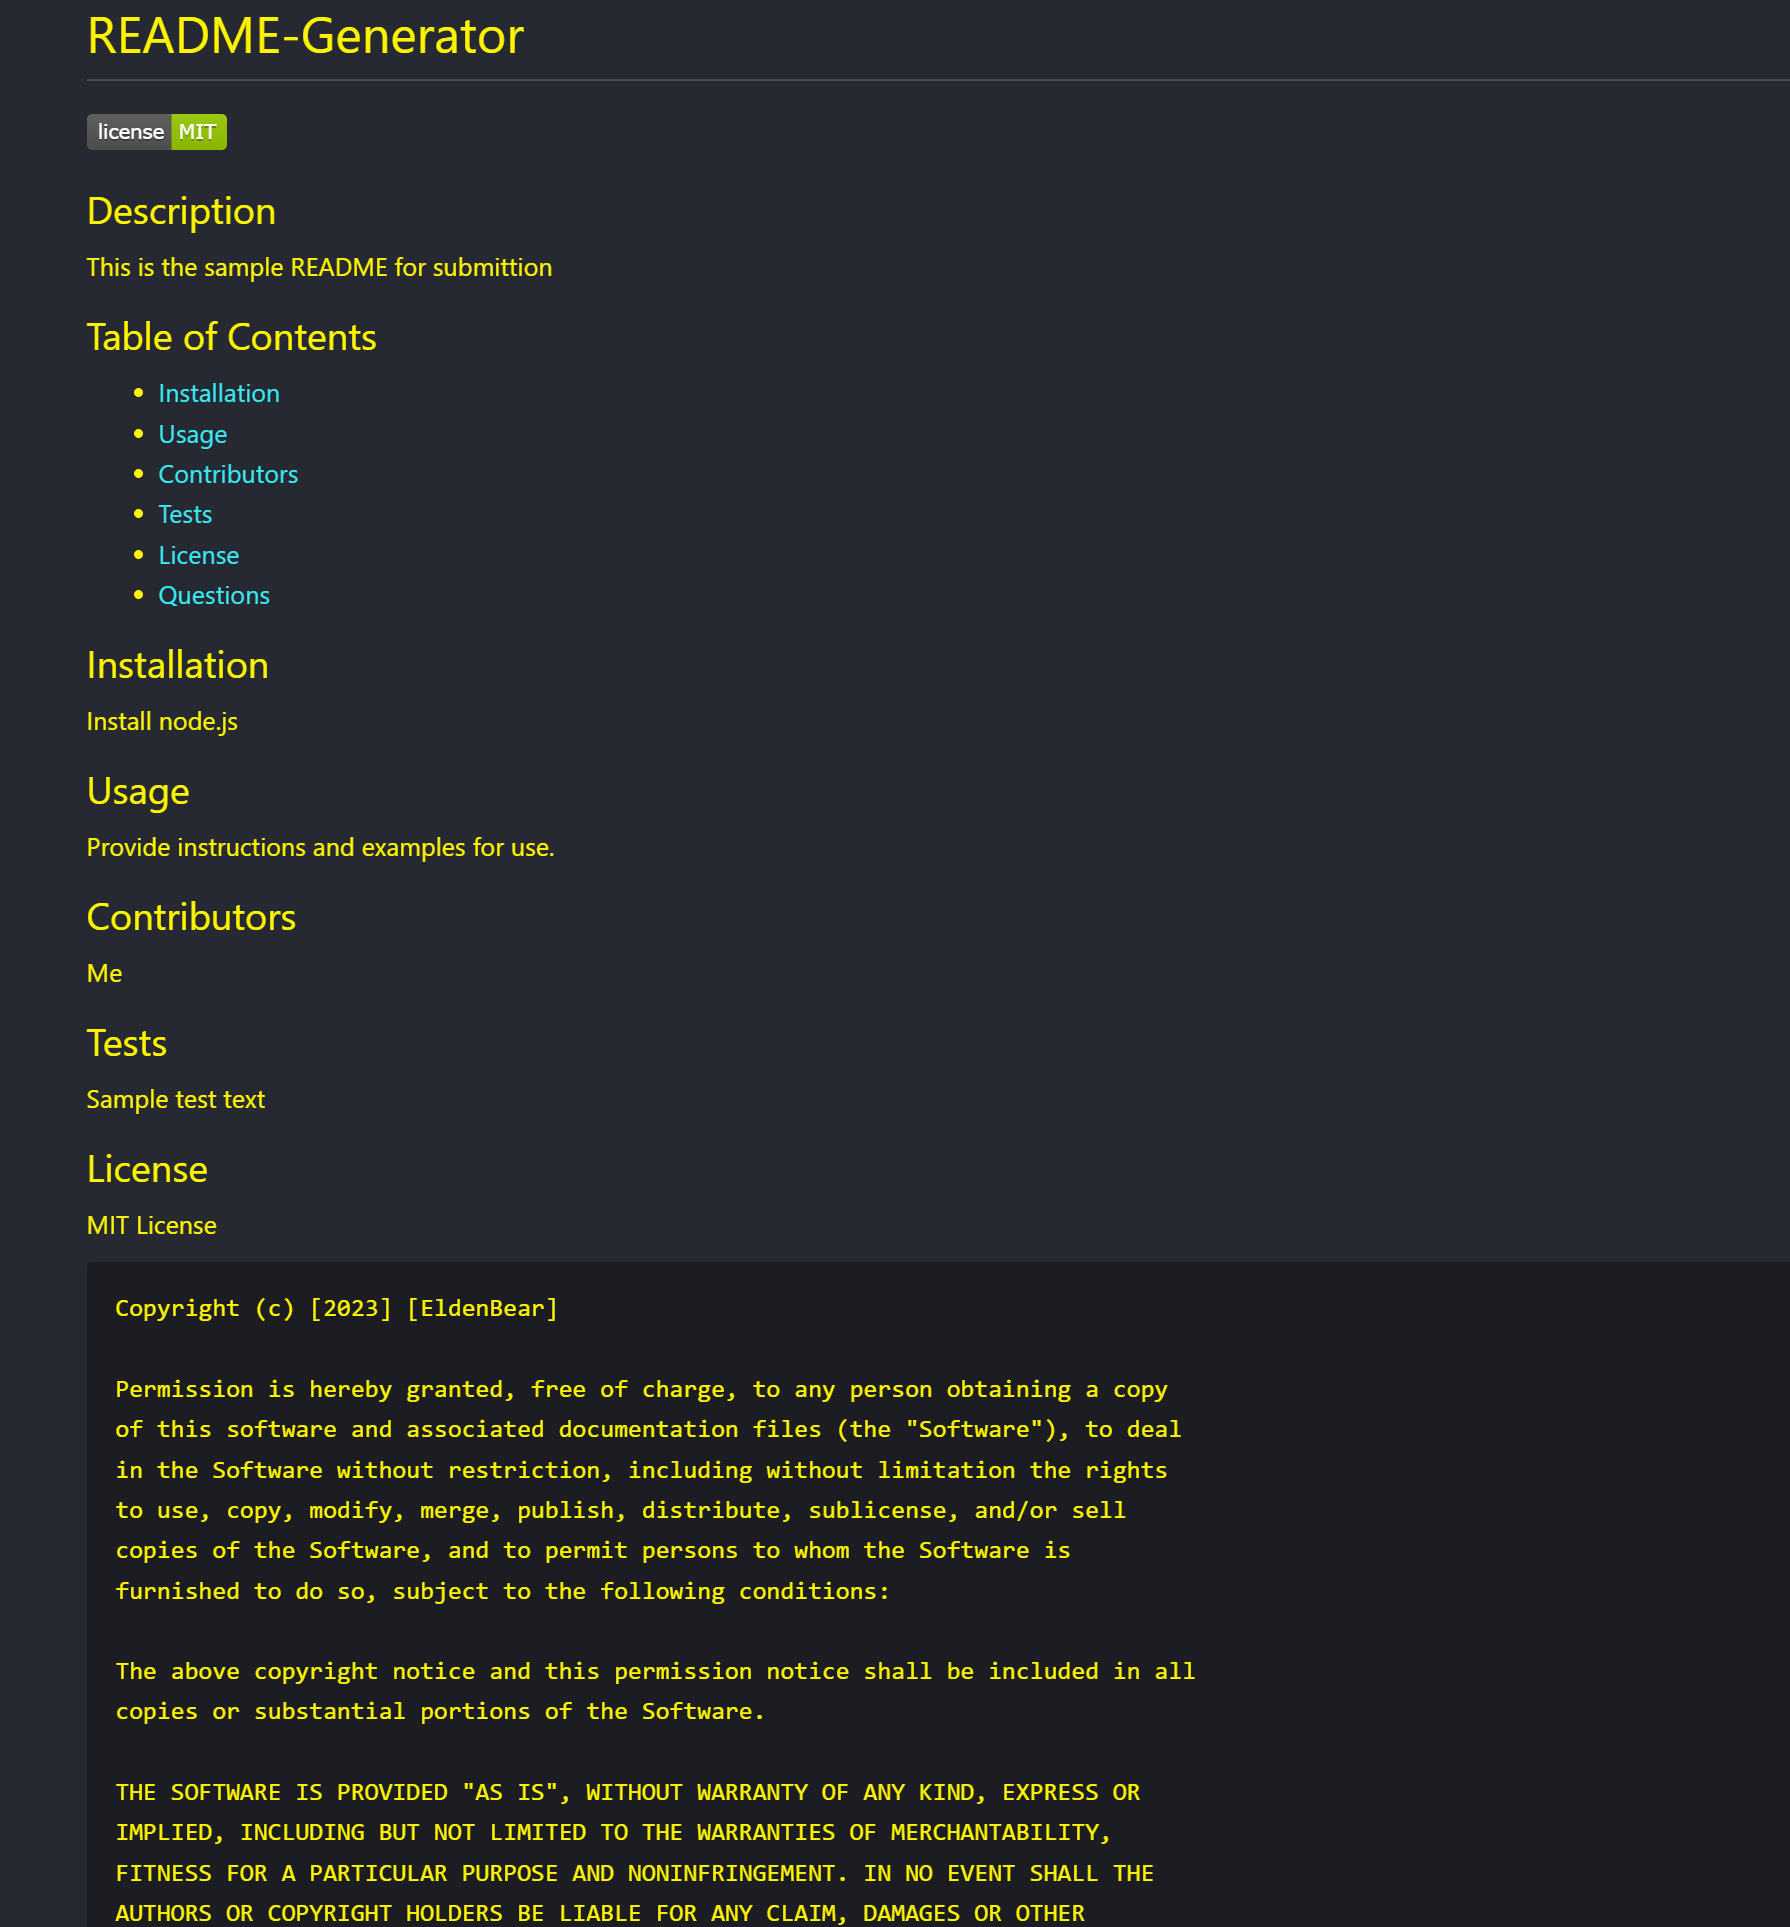 README-Generator
license MIT
Description
This is the sample README for submittion
Table of Contents
• Installation
• Usage
• Contributors
• Tests
• License
• Questions
Installation
Install node.js
Usage
Provide instructions and examples for use.
Contributors
Me
Tests
Sample test text
License
MIT License
Copyright (c) [2023] [EldenBear]
Permission is hereby granted, free of charge, to any person obtaining a copy
of this software and associated documentation files (the "Software"), to deal
in the Software without restriction, including without limitation the rights
to use, copy, modify, merge, publish, distribute, sublicense, and/or sell
copies of the Software, and to permit persons to whom the Software is
furnished to do so, subject to the following conditions:
The above copyright notice and this permission notice shall be included in all
copies or substantial portions of the Software.
THE SOFTWARE IS PROVIDED "AS IS", WITHOUT WARRANTY OF ANY KIND, EXPRESS OR
IMPLIED, INCLUDING BUT NOT LIMITED TO THE WARRANTIES OF MERCHANTABILITY,
FITNESS FOR A PARTICULAR PURPOSE AND NONINFRINGEMENT. IN NO EVENT SHALL THE
AUTHORS OR COPYRIGHT HOLDERS BE LIABLE FOR ANY CLAIM, DAMAGES OR OTHER